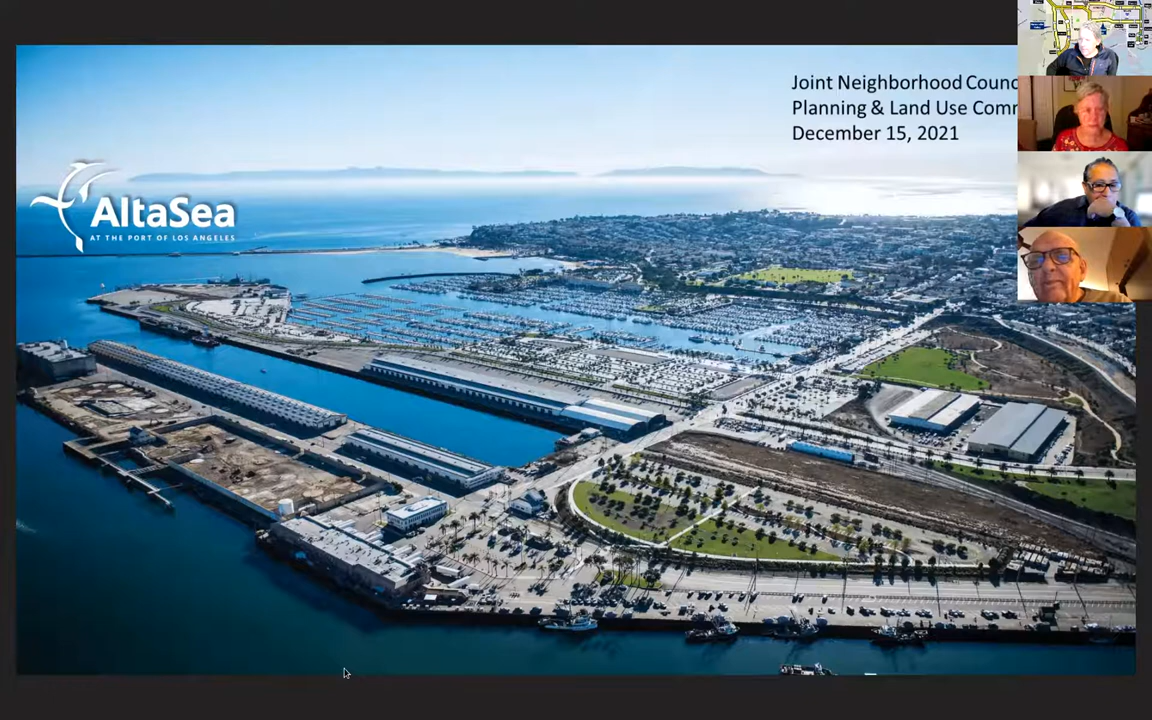 Joint Neighborhood Counc
Planning & Land Use Comm
December 15, 2021
AltaSea
AT THE PORT OF LOS ANGELES